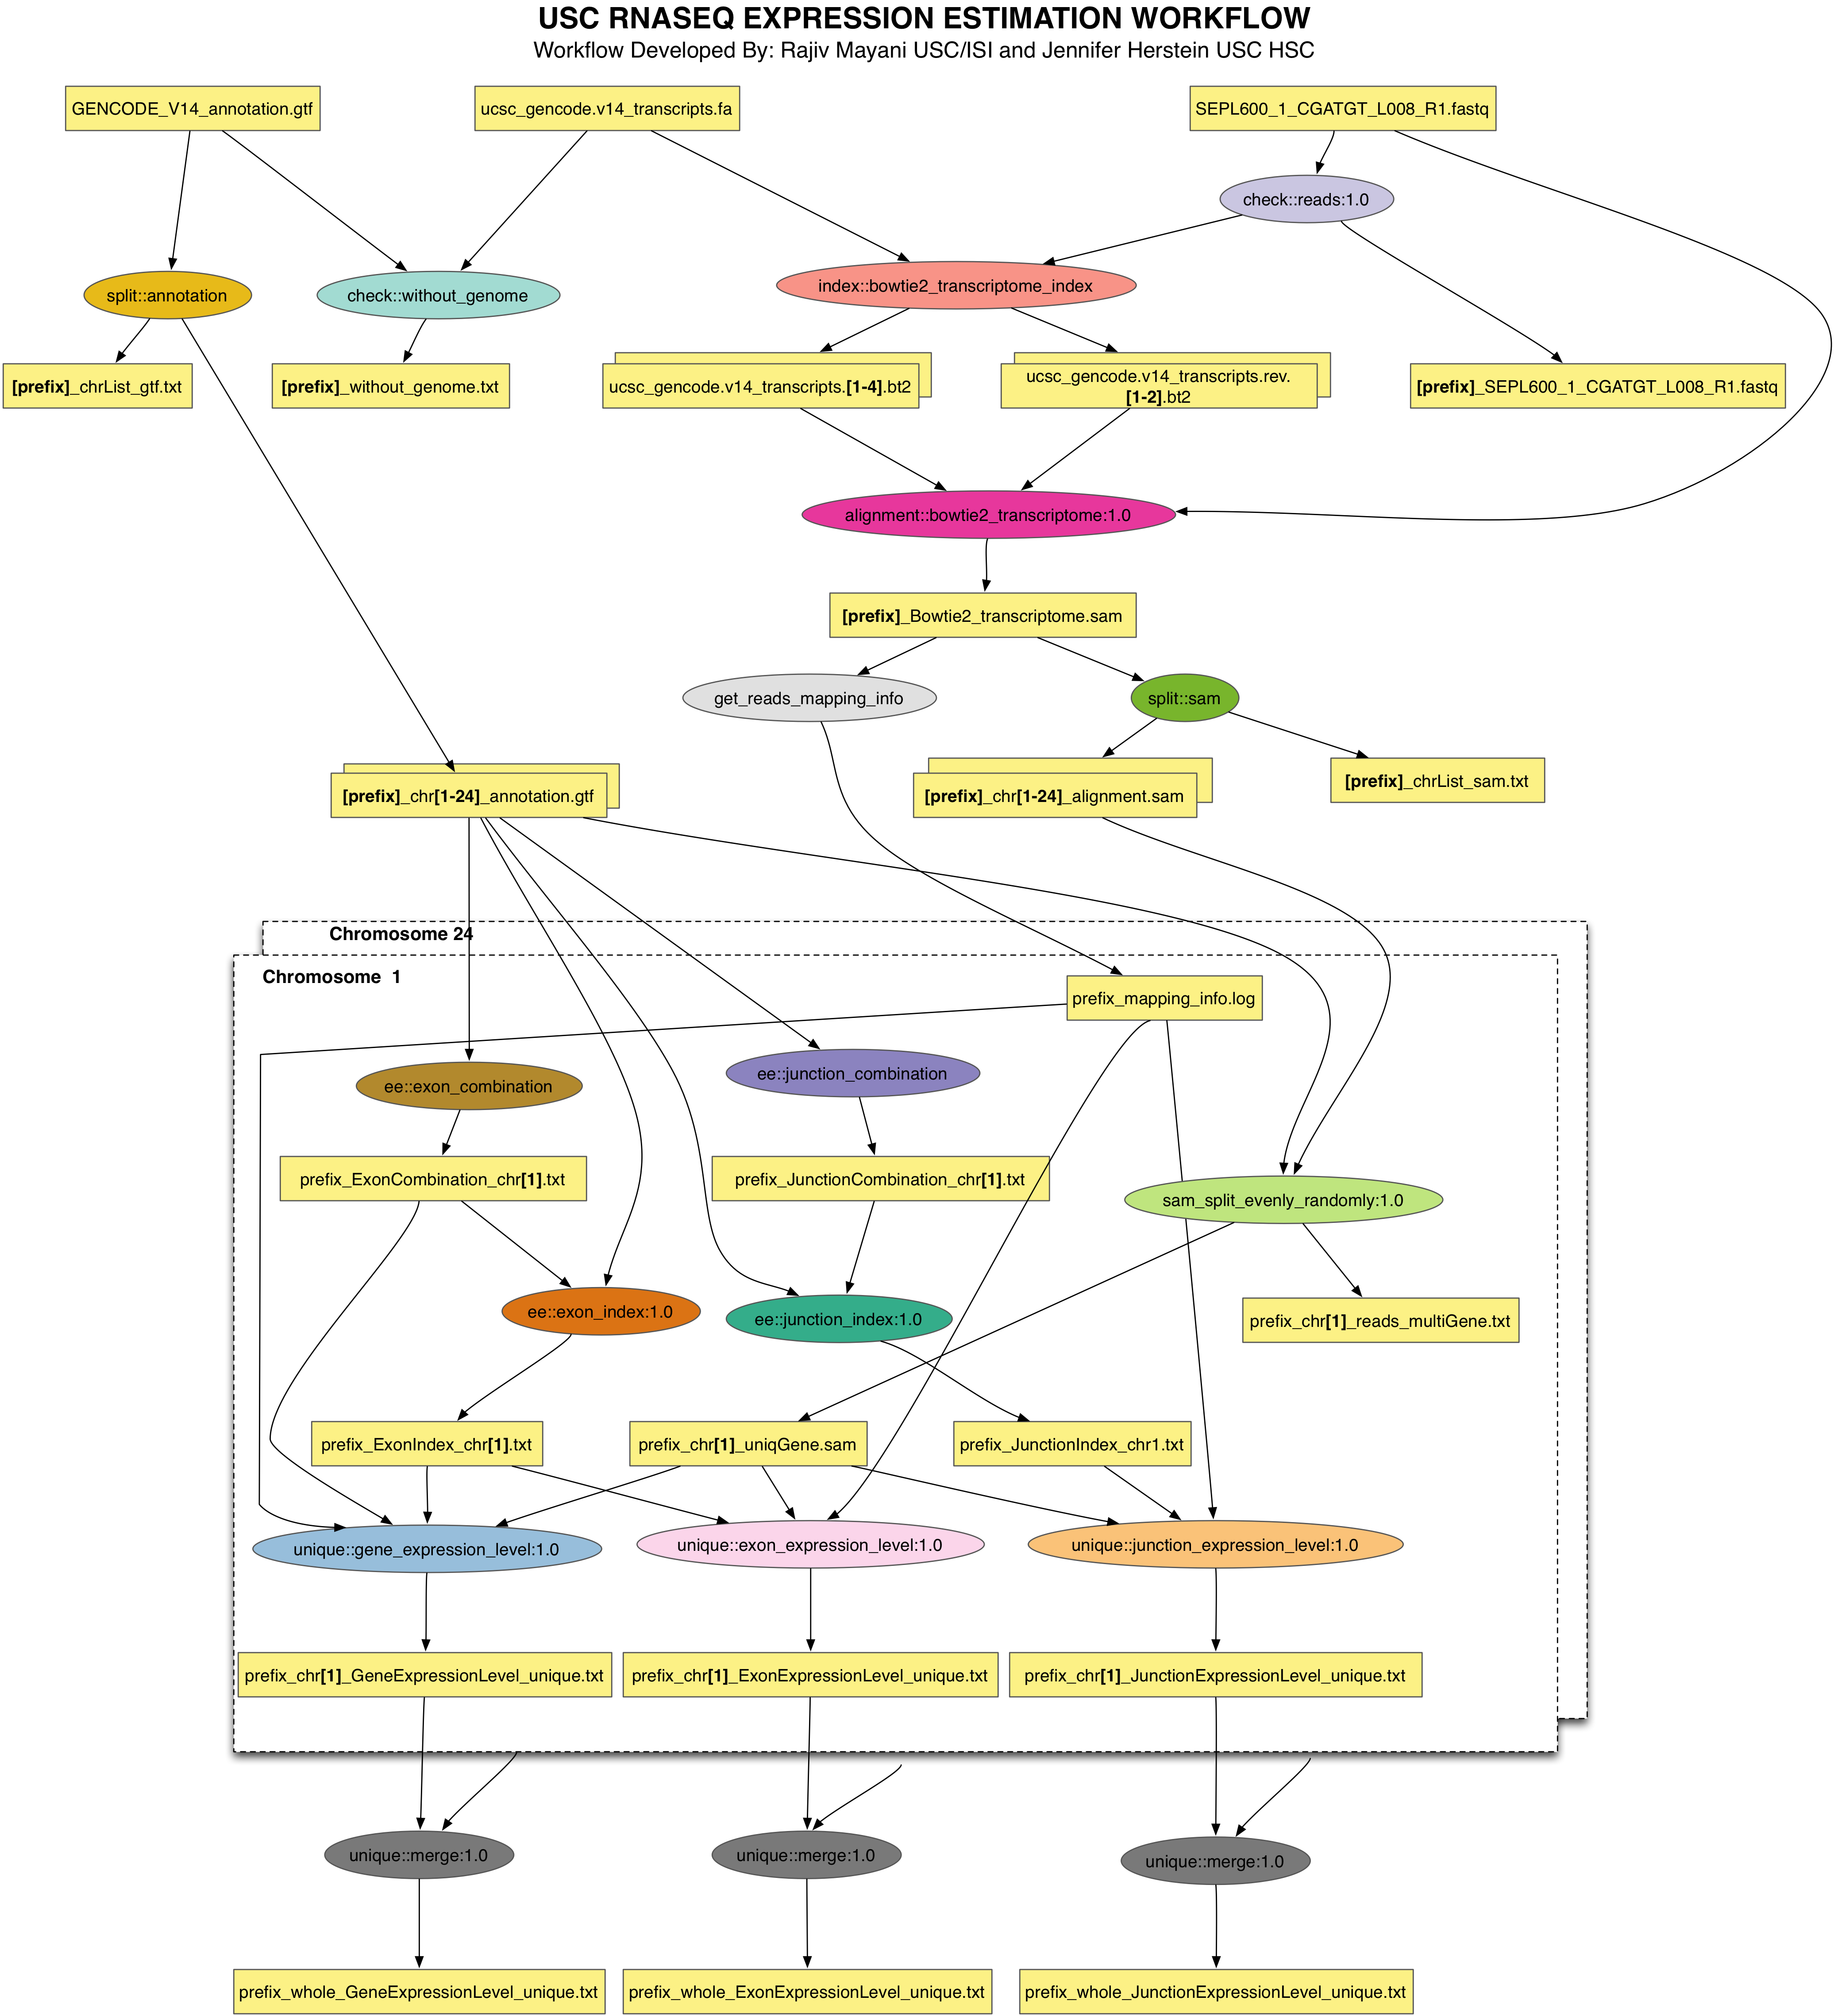 USC RNASEQ EXPRESSION ESTIMATION WORKFLOW
Workflow Developed By: Rajiv Mayani USC/ISI and Jennifer Herstein USC HSC
GENCODE_V14_annotation.gtf
ucsc_gencode.v14_transcripts.fa
SEPL600_1_CGATGT_L008_R1.fastq
check::reads:1.0
split::annotation
check::without_genome
index::bowtie2_transcriptome_index
[prefix]_chrList_gtf.txt
[prefix]_without_genome.txt
ucsc_gencode.v14_transcripts.[1-4].bt2
ucsc_gencode.v14_transcripts.rev.
[1-2].bt2
[prefix]_SEPL600_1_CGATGT_L008_R1.fastq
alignment::bowtie2_transcriptome:1.0
[prefix]_Bowtie2_transcriptome.sam
get_reads_mapping_info
split::sam
[prefix]_chr[1-24]_annotation.gtf
[prefix]_chr[1-24]_alignment.sam
[prefix]_chrList_sam.txt
Chromosome 24
Chromosome 1
prefix_mapping_info.log
ee::exon_combination
ee::junction_combination
prefix_ExonCombination_chr[1].txt
prefix_JunctionCombination_chr[1].txt
sam_split_evenly_randomly:1.0
ee::exon_index:1.0
ee::junction_index:1.0
prefix_chr[1]_reads_multiGene.txt
prefix_ExonIndex_chr[1].txt
prefix_chr[1]_uniqGene.sam
prefix_JunctionIndex_chr1.txt
unique::gene_expression_level:1.0
unique::exon_expression_level:1.0
unique::junction_expression_level:1.0
prefix_chr[1]_GeneExpressionLevel_unique.txt
prefix_chr[1]_ExonExpressionLevel_unique.txt
prefix_chr[1]_JunctionExpressionLevel_unique.txt
unique::merge:1.0
unique::merge:1.0
unique::merge:1.0
prefix_whole_GeneExpressionLevel_unique.txt
prefix_whole_ExonExpressionLevel_unique.txt
prefix_whole_JunctionExpressionLevel_unique.txt